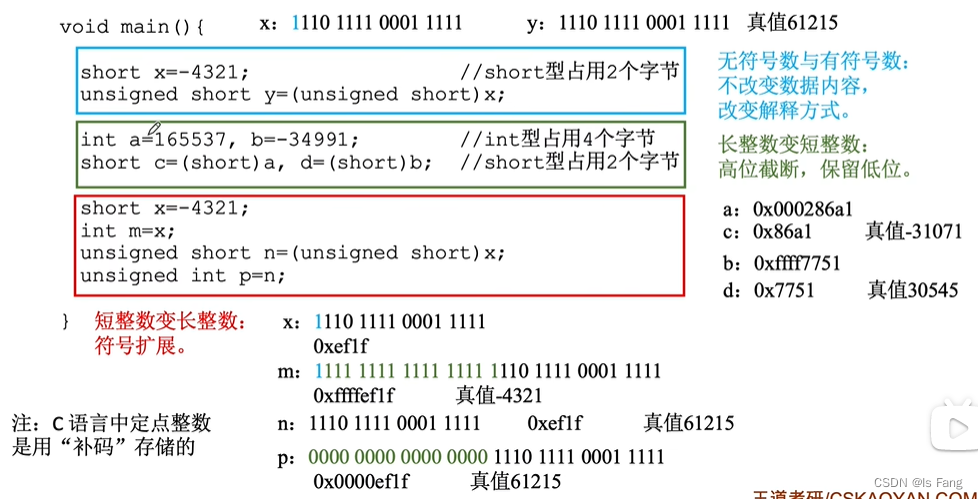 void main(){ x: 1110 1111 0001 1111 y: 1110 1111 0001 1111 真值61215
short x=-4321; //short型占用2个字节
unsigned short y=(unsigned short)x;
无符号数与有符号数:
不改变数据内容,
改变解释方式。
int a=165537, b=-34991; //int型占用4个字节
short c=(short)a, d=(short)b; //short型占用2个字节
长整数变短整数:
高位截断，保留低位。
a: 0x000286a1
c: 0x86a1 真值-31071
b: 0xffff7751
d: 0x7751 真值30545
short x=-4321;
int m=x;
unsigned short n=(unsigned short)x;
unsigned int p=n;
}
短整数变长整数:
符号扩展。
x: 1110 1111 0001 1111
0xef1f
m: 1111 1111 1111 1111 1110 1111 0001 1111
0xffffef1f 真值-4321
注: C 语言中定点整数
是用“补码”存储的
n: 1110 1111 0001 1111 0xef1f 真值61215
p: 0000 0000 0000 0000 1110 1111 0001 1111
0x0000ef1f 真值61215
CSDN @Is Fang
王道考研/CSKAOYAN.COM